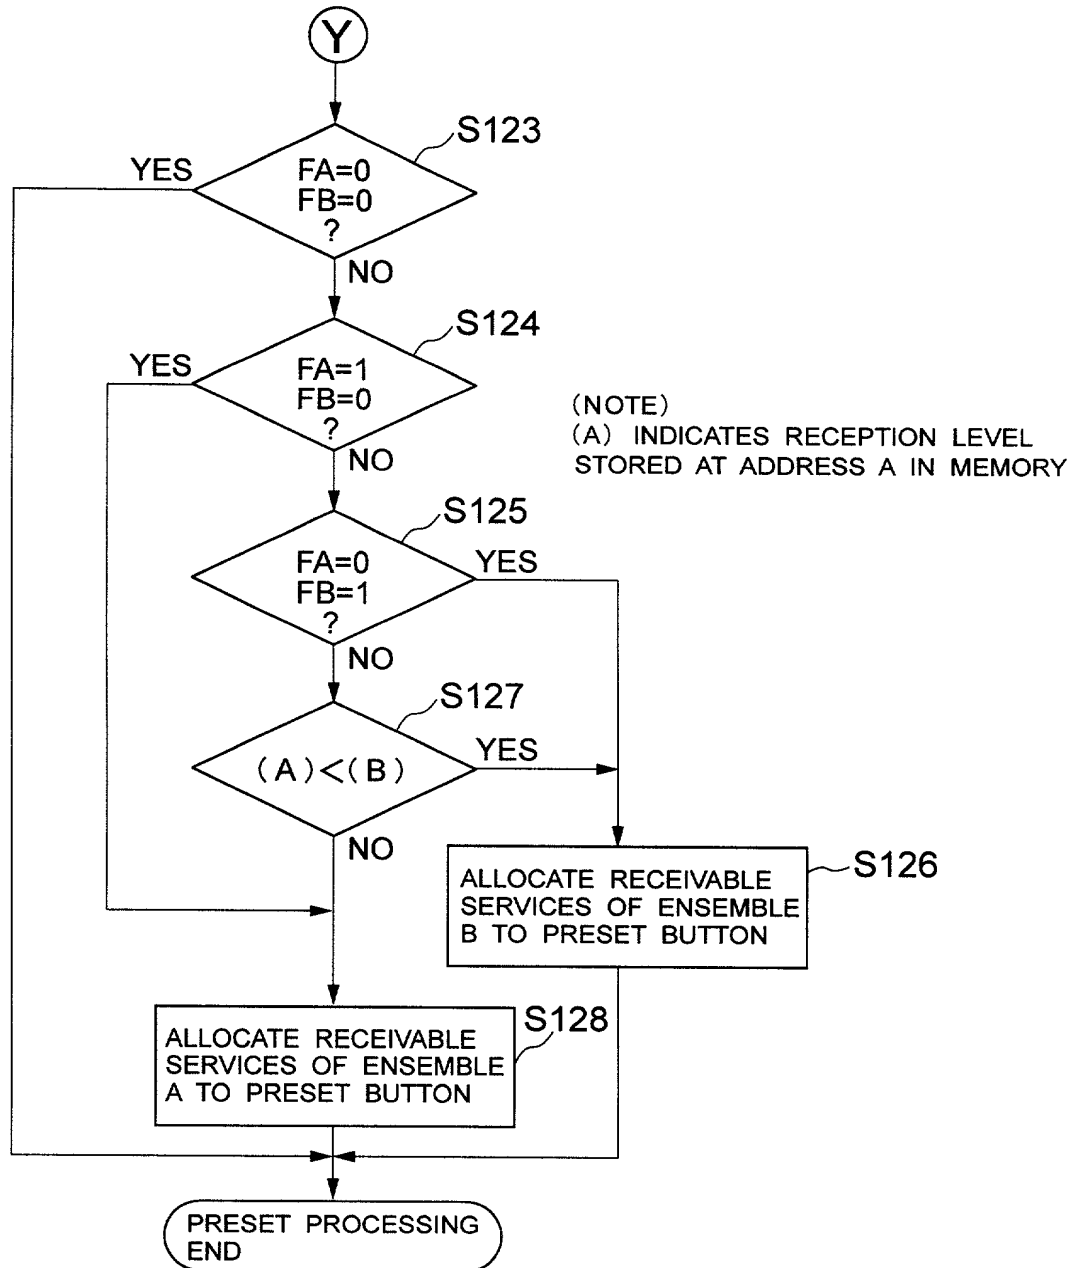 Y
S123
YES
FA=0
FB=0
?
NO
S124
YES
FA=1
FB=0
?
NO
(NOTE)
(A) INDICATES RECEPTION LEVEL
STORED AT ADDRESS A IN MEMORY
S125
FA=0
FB=1
?
YES
NO
S127
(A)<(B)
YES
NO
S126
ALLOCATE RECEIVABLE
SERVICES OF ENSEMBLE
B TO PRESET BUTTON
S128
ALLOCATE RECEIVABLE
SERVICES OF ENSEMBLE
A TO PRESET BUTTON
PRESET PROCESSING
END